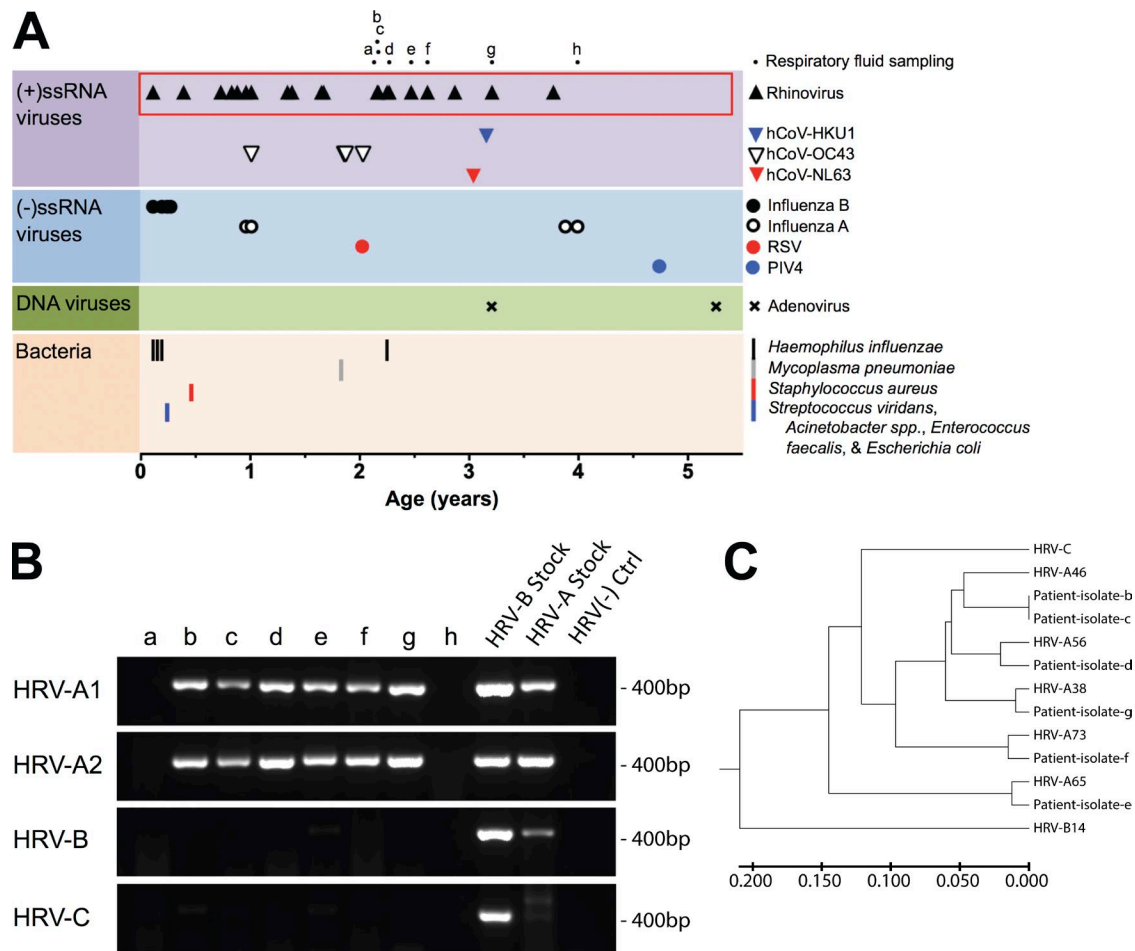 A
b
c
a d e f g h
(+)ssRNA
viruses
(-)ssRNA
viruses
DNA viruses
Bacteria
Respiratory fluid sampling
Rhinovirus
hCoV-HKU1
hCoV-OC43
hCoV-NL63
Influenza B
Influenza A
RSV
PIV4
Adenovirus
Haemophilus influenzae
Mycoplasma pneumoniae
Staphylococcus aureus
Streptococcus viridans,
Acinetobacter spp., Enterococcus
faecalis, & Escherichia coli
0 1 2 3 4 5
Age (years)
B
a b c d e f g h HRV-B Stock HRV-A Stock HRV(-) Ctrl
HRV-A1 - 400bp
HRV-A2 - 400bp
HRV-B - 400bp
HRV-C - 400bp
C
HRV-C
HRV-A46
Patient-isolate-b
Patient-isolate-c
HRV-A56
Patient-isolate-d
HRV-A38
Patient-isolate-g
HRV-A73
Patient-isolate-f
HRV-A65
Patient-isolate-e
HRV-B14
0.200 0.150 0.100 0.050 0.000